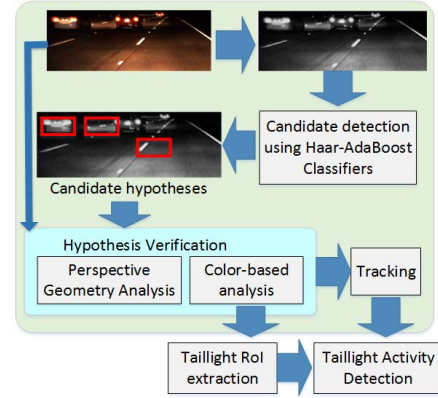 Candidate detection
using Haar-AdaBoost
Classifiers
Candidate hypotheses
Hypothesis Verification
Perspective
Geometry Analysis
Color-based
analysis
Tracking
Taillight RoI
extraction
Taillight Activity
Detection